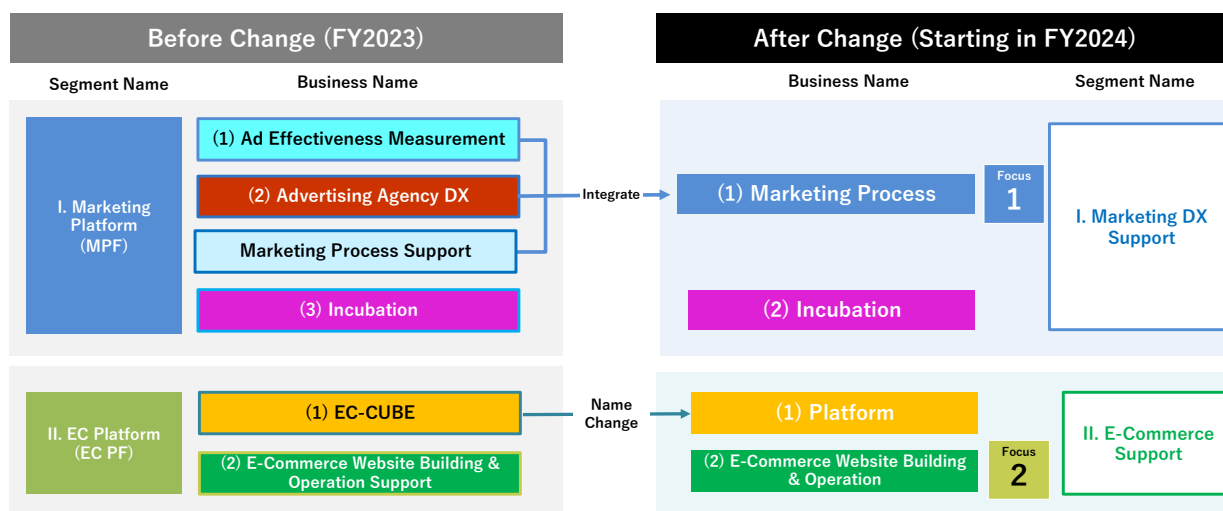 Before Change (FY2023)
Segment Name
Business Name
I. Marketing
Platform
(MPF)
(1) Ad Effectiveness Measurement
(2) Advertising Agency DX
Marketing Process Support
(3) Incubation
II. EC Platform
(EC PF)
(1) EC-CUBE
(2) E-Commerce Website Building &
Operation Support
Integrate
Name
Change
After Change (Starting in FY2024)
Business Name
Segment Name
(1) Marketing Process
Focus
1
I. Marketing DX
Support
(2) Incubation
(1) Platform
(2) E-Commerce Website Building
& Operation
Focus
2
II. E-Commerce
Support